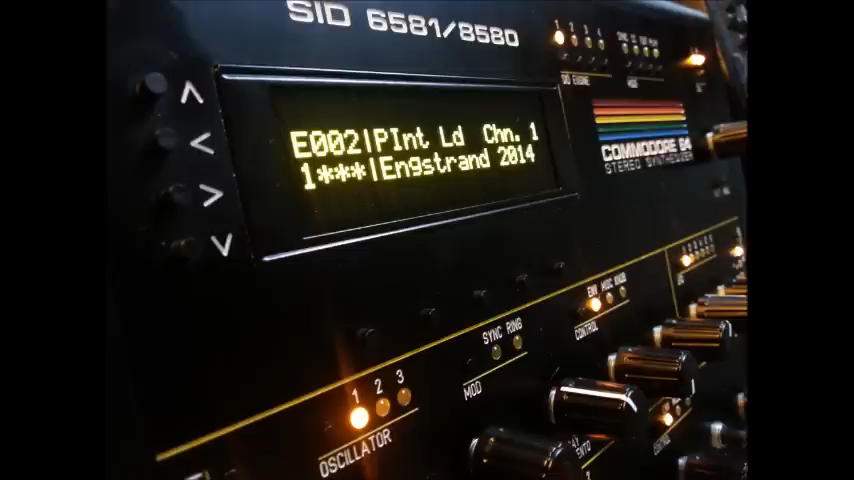 SID 6581/8580
1 2 3 4
E002|PInt Ld Chn. 1
1***|Engstrand 2014
COMMODORE 64
STEREO SYNTHESIZER
ENV MOD KNOB
CONTROL
SYNC RING
MOD
1 2 3
OSCILLATOR